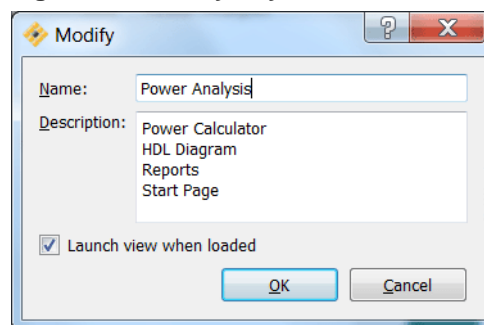 Modify
Name: Power Analysis
Description: Power Calculator
HDL Diagram
Reports
Start Page
Launch view when loaded
OK Cancel